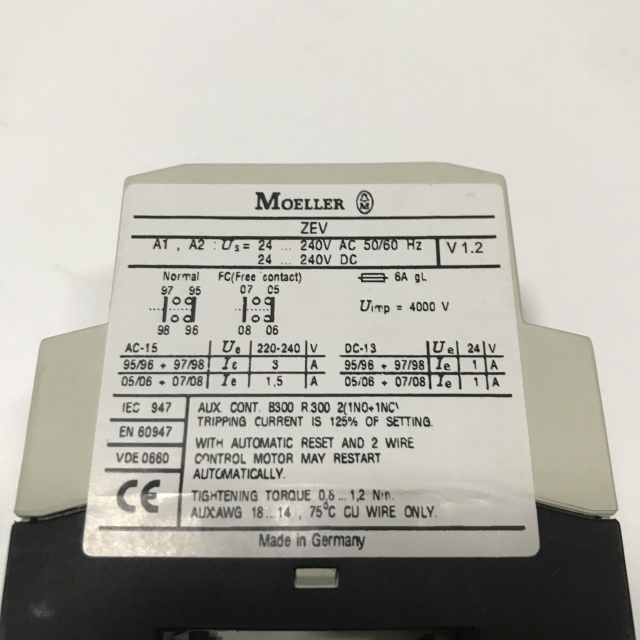 MOELLER
ZEV
A1 , A2 : Us = 24 ... 240V AC 50/60 Hz
24 ... 240V DC
V 1.2
Normal FC(Free contact) 6A gL
97 95 07 05
Uimp = 4000 V
98 96 08 06
AC-15 Ue 220-240 V DC-13 Ue 24 V
95/96 + 97/98 Ie 3 A 95/96 + 97/98 Ie 1 A
05/06 + 07/08 Ie 1,5 A 05/06 + 07/08 Ie 1 A
IEC 947
EN 60947
VDE 0660
CE
AUX. CONT. B300 R300 2(1NO+1NC)
TRIPPING CURRENT IS 125% OF SETTING.
WITH AUTOMATIC RESET AND 2 WIRE
CONTROL MOTOR MAY RESTART
AUTOMATICALLY.
TIGHTENING TORQUE 0,8 ... 1,2 Nm.
AUX.AWG 18 ... 14 , 75°C CU WIRE ONLY.
Made in Germany